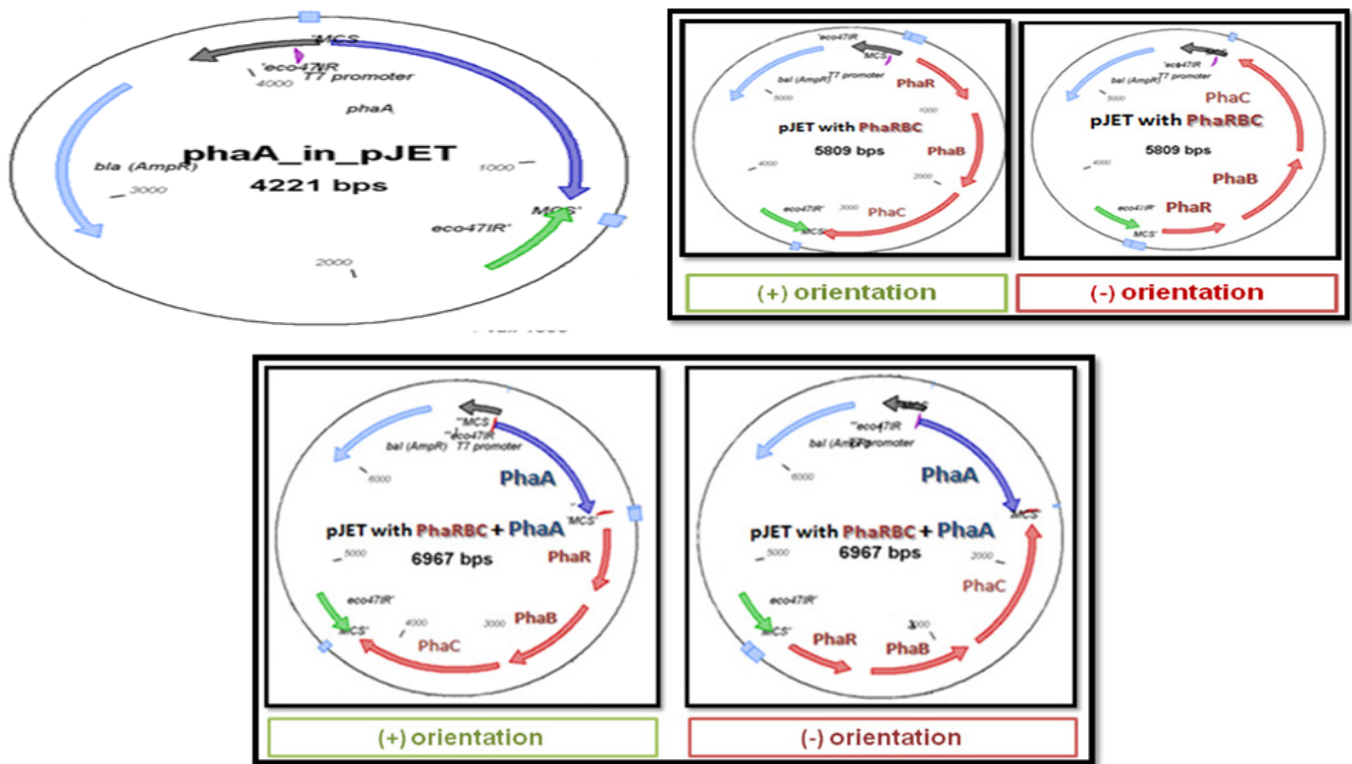 'MCS
'eco47IR
T7 promoter
4000
phaA
phaA_in_pJET
bla (AmpR)
4221 bps
1000
3000
MCS'
eco47IR'
2000
'eco47IR
MCS
T7 promoter
bal (AmpR)
5000
PhaR
1000
pJET with PhaRBC
5809 bps
PhaB
4000
2000
eco47IR'
3000
PhaC
MCS'
(+) orientation
'eco47IR
T7 promoter
bal (AmpR)
5000
PhaC
pJET with PhaRBC
5809 bps
4000
PhaB
eco47IR'
PhaR
MCS'
(-) orientation
"MCS
"eco47IR
bal (AmpR) T7 promoter
6000
PhaA
'MCS'
pJET with PhaRBC + PhaA
5000
6967 bps
PhaR
eco47IR'
PhaB
4000
3000
'MCS'
PhaC
(+) orientation
"eco47IR
bal (AmpR)
promoter
6000
PhaA
'MCS'
pJET with PhaRBC + PhaA
5000
6967 bps
2000
PhaC
eco47IR'
MCS'
PhaR
PhaB
(-) orientation